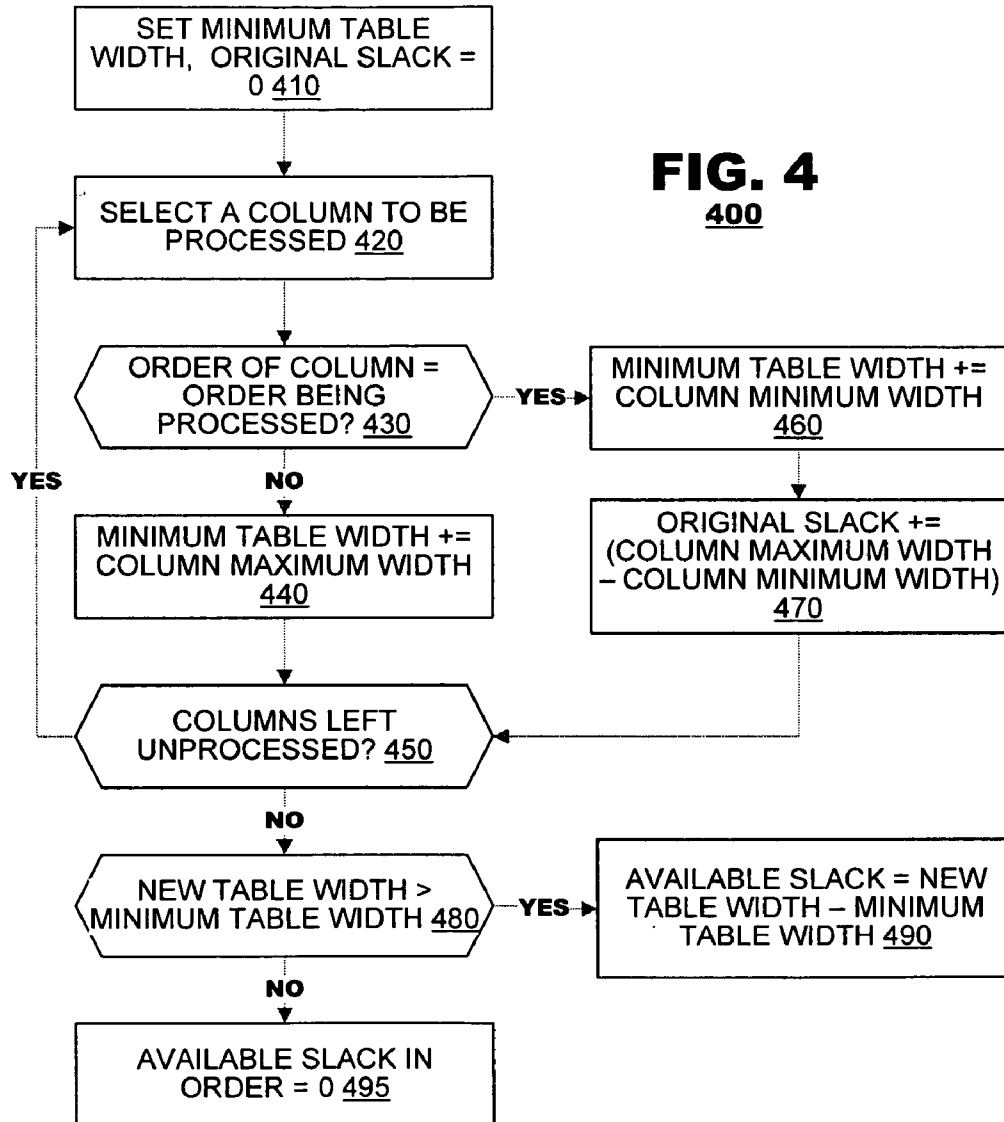 SET MINIMUM TABLE
WIDTH, ORIGINAL SLACK =
0 410
FIG. 4
400
SELECT A COLUMN TO BE
PROCESSED 420
ORDER OF COLUMN =
ORDER BEING
PROCESSED? 430
YES
MINIMUM TABLE WIDTH +=
COLUMN MINIMUM WIDTH
460
YES
NO
MINIMUM TABLE WIDTH +=
COLUMN MAXIMUM WIDTH
440
ORIGINAL SLACK +=
(COLUMN MAXIMUM WIDTH
– COLUMN MINIMUM WIDTH)
470
COLUMNS LEFT
UNPROCESSED? 450
NO
NEW TABLE WIDTH >
MINIMUM TABLE WIDTH 480
YES
AVAILABLE SLACK = NEW
TABLE WIDTH – MINIMUM
TABLE WIDTH 490
NO
AVAILABLE SLACK IN
ORDER = 0 495